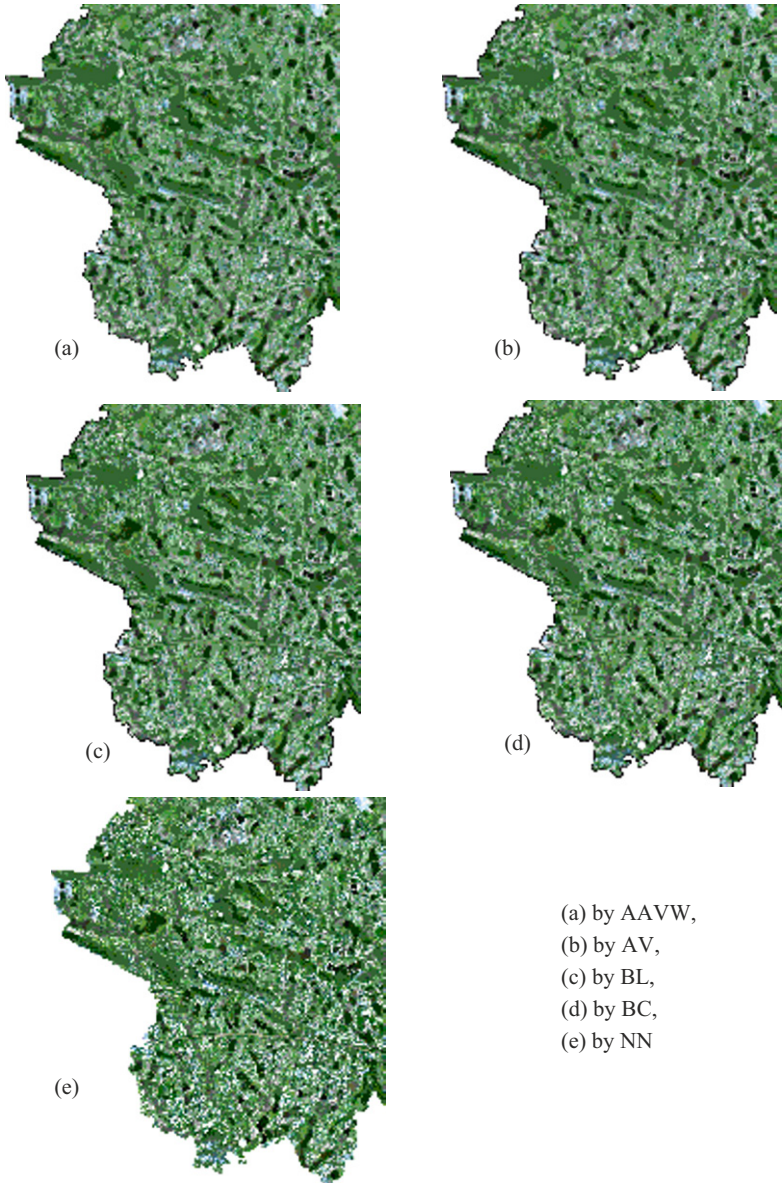 (a)
(b)
(c)
(d)
(e)
(a) by AAVW,
(b) by AV,
(c) by BL,
(d) by BC,
(e) by NN